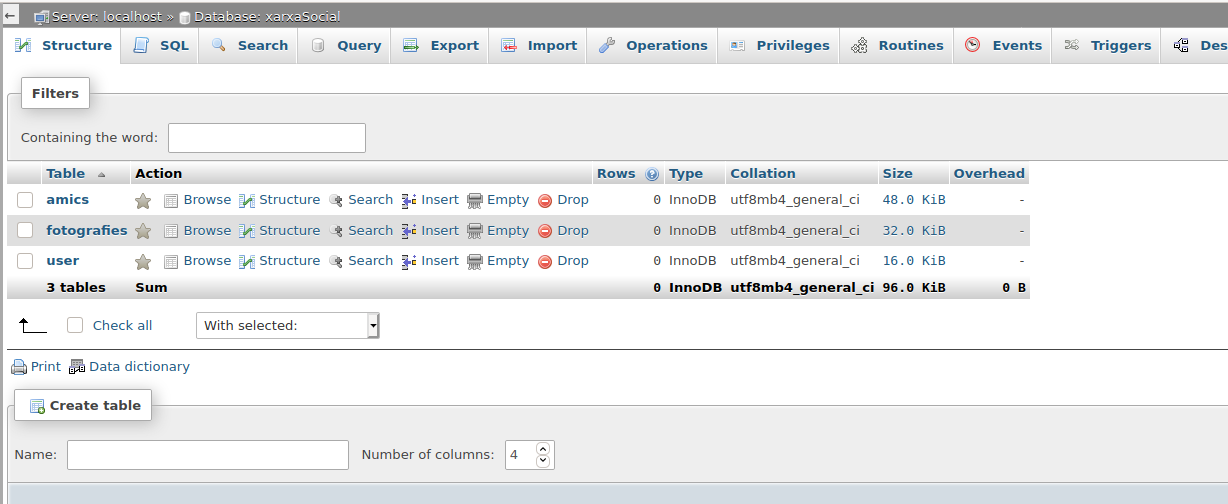 ← Server: localhost » Database: xarxaSocial
Structure SQL Search Query Export Import Operations Privileges Routines Events Triggers Des
Filters
Containing the word:
Table Action Rows Type Collation Size Overhead
amics Browse Structure Search Insert Empty Drop 0 InnoDB utf8mb4_general_ci 48.0 KiB -
fotografies Browse Structure Search Insert Empty Drop 0 InnoDB utf8mb4_general_ci 32.0 KiB -
user Browse Structure Search Insert Empty Drop 0 InnoDB utf8mb4_general_ci 16.0 KiB -
3 tables Sum 0 InnoDB utf8mb4_general_ci 96.0 KiB 0 B
Check all With selected:
Print Data dictionary
Create table
Name: Number of columns: 4